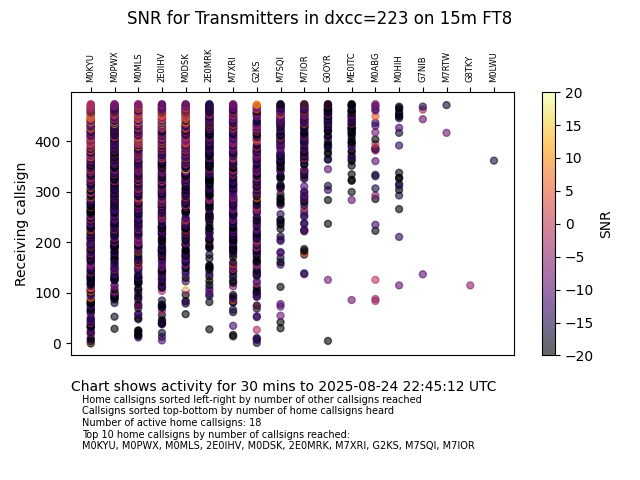 SNR for Transmitters in dxcc=223 on 15m FT8
M0KYU M0PWX M0MLS 2E0IHV M0DSK 2E0MRK M7XRI G2KS M7SQI M7IOR G0OYR ME0ITC M0ABG M0HIH G7NIB M7RTW G8TKY M0LWU
Receiving callsign
400
300
200
100
0
20
15
10
5
0
−5
−10
−15
−20
SNR
Chart shows activity for 30 mins to 2025-08-24 22:45:12 UTC
Home callsigns sorted left-right by number of other callsigns reached
Callsigns sorted top-bottom by number of home callsigns heard
Number of active home callsigns: 18
Top 10 home callsigns by number of callsigns reached:
M0KYU, M0PWX, M0MLS, 2E0IHV, M0DSK, 2E0MRK, M7XRI, G2KS, M7SQI, M7IOR